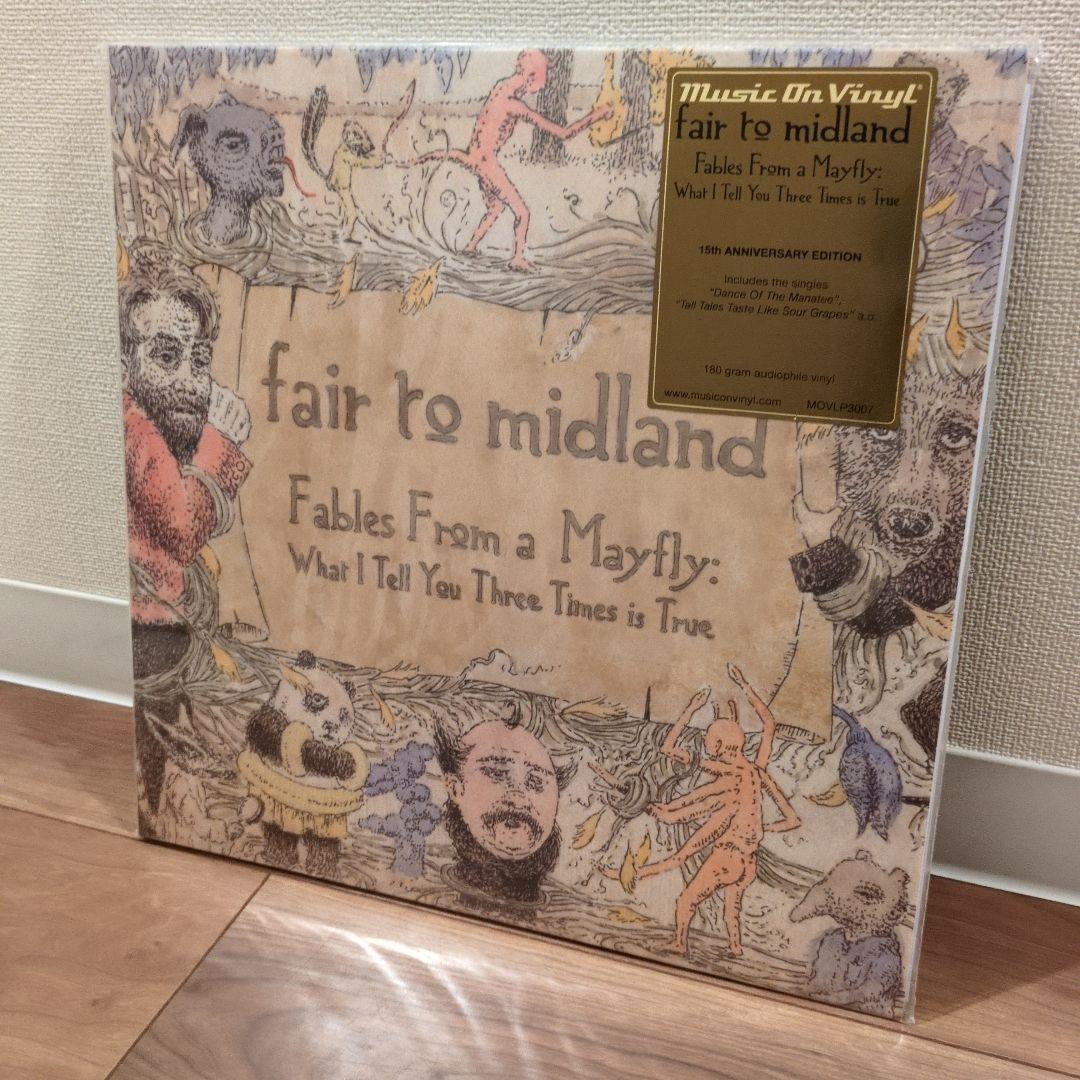 Music On Vinyl®
fair to midland
Fables From a Mayfly:
What I Tell You Three Times is True
15th ANNIVERSARY EDITION
Includes the singles
"Dance Of The Manatee",
"Tall Tales Taste Like Sour Grapes" a.o.
180 gram audiophile vinyl
www.musiconvinyl.com MOVLP3007
fair to midland
Fables From a Mayfly:
What I Tell You Three Times is True